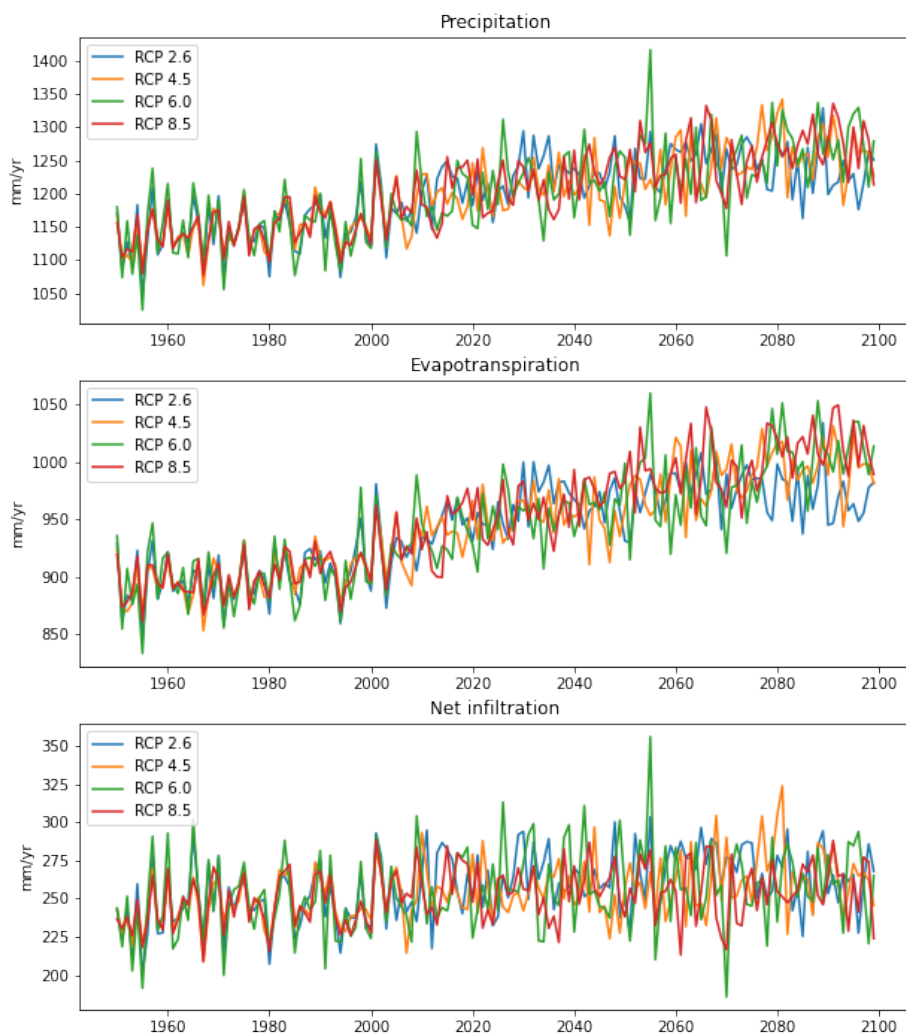 Precipitation
mm/yr
1400
1350
1300
1250
1200
1150
1100
1050
RCP 2.6
RCP 4.5
RCP 6.0
RCP 8.5
1960 1980 2000 2020 2040 2060 2080 2100
Evapotranspiration
mm/yr
1050
1000
950
900
850
RCP 2.6
RCP 4.5
RCP 6.0
RCP 8.5
1960 1980 2000 2020 2040 2060 2080 2100
Net infiltration
mm/yr
350
325
300
275
250
225
200
RCP 2.6
RCP 4.5
RCP 6.0
RCP 8.5
1960 1980 2000 2020 2040 2060 2080 2100